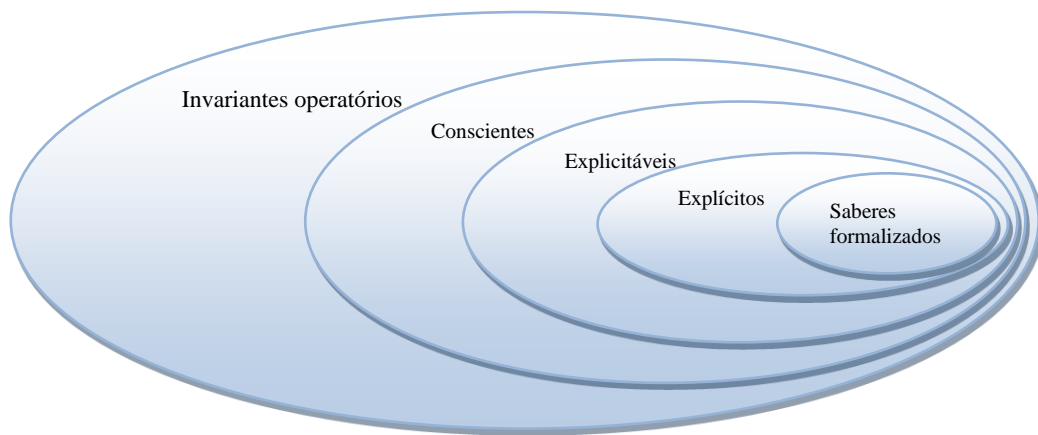 Invariantes operatórios
Conscientes
Explicitáveis
Explícitos
Saberes
formalizados